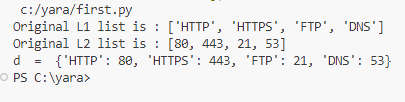 c:/yara/first.py
Original L1 list is : ['HTTP', 'HTTPS', 'FTP', 'DNS']
Original L2 list is : [80, 443, 21, 53]
d  =  {'HTTP': 80, 'HTTPS': 443, 'FTP': 21, 'DNS': 53}
PS C:\yara>